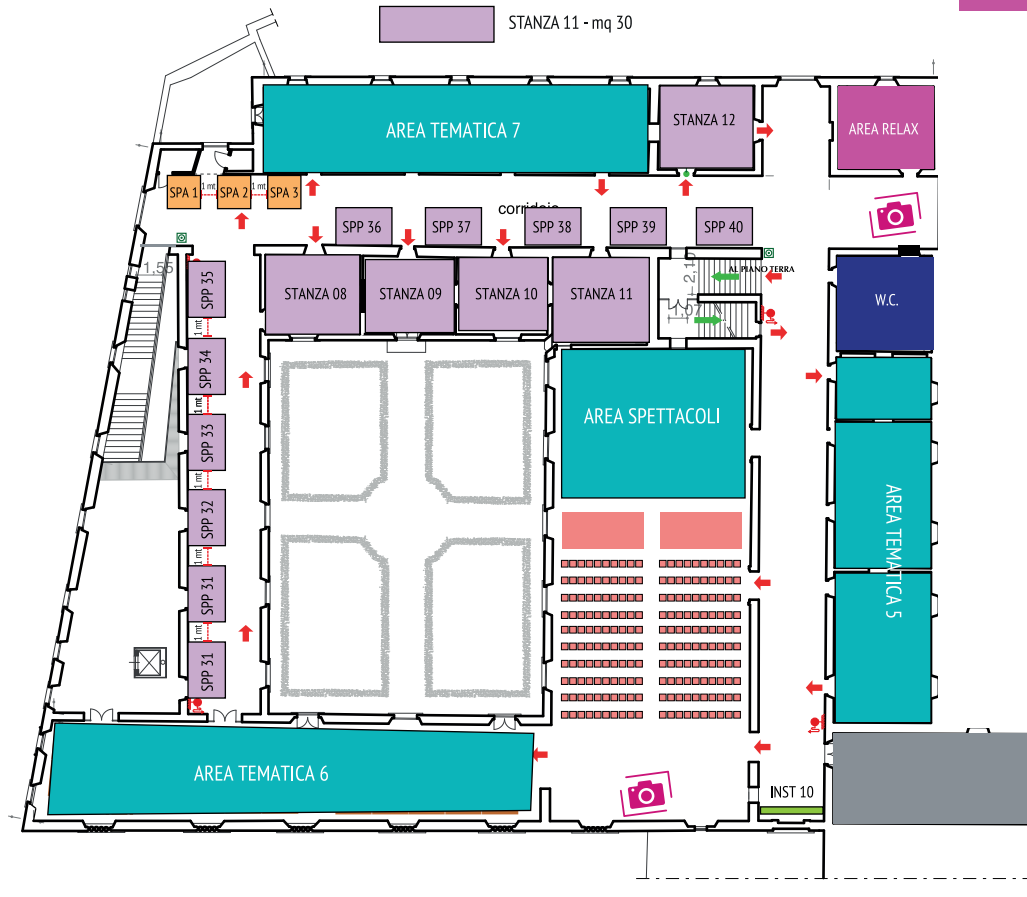 STANZA 11 - mq 30
AREA TEMATICA 7
STANZA 12
AREA RELAX
SPA 1
1 mt
SPA 2
1 mt
SPA 3
corridoio
SPP 36
SPP 37
SPP 38
SPP 39
SPP 40
AL PIANO TERRA
1,55
2,10
1,07
STANZA 08
STANZA 09
STANZA 10
STANZA 11
W.C.
SPP 35
1 mt
SPP 34
1 mt
SPP 33
1 mt
SPP 32
1 mt
SPP 31
1 mt
SPP 31
AREA SPETTACOLI
AREA TEMATICA 5
AREA TEMATICA 6
INST 10